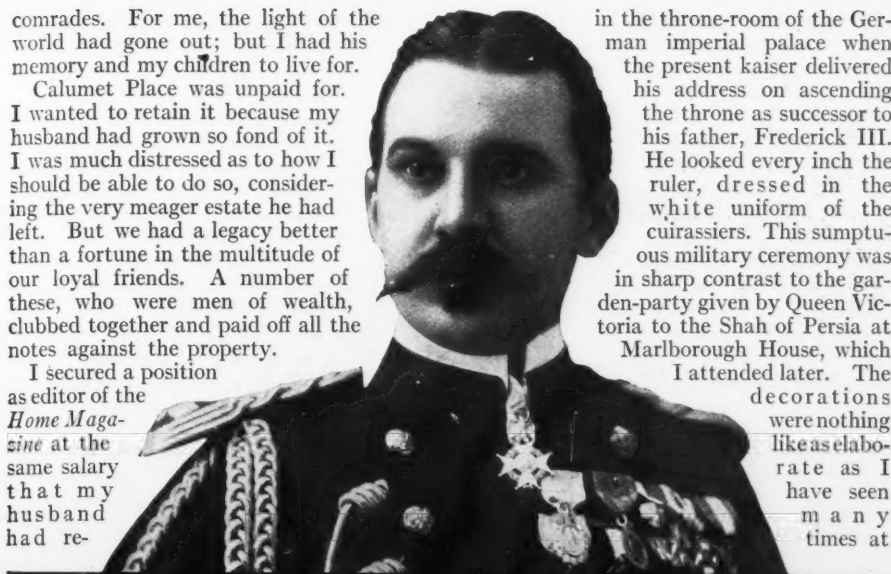 comrades. For me, the light of the
world had gone out; but I had his
memory and my children to live for.
Calumet Place was unpaid for.
I wanted to retain it because my
husband had grown so fond of it.
I was much distressed as to how I
should be able to do so, consider-
ing the very meager estate he had
left. But we had a legacy better
than a fortune in the multitude of
our loyal friends. A number of
these, who were men of wealth,
clubbed together and paid off all the
notes against the property.
I secured a position
as editor of the
Home Maga-
zine at the
same salary
that my
husband
had re-
in the throne-room of the Ger-
man imperial palace when
the present kaiser delivered
his address on ascending
the throne as successor to
his father, Frederick III.
He looked every inch the
ruler, dressed in the
white uniform of the
cuirassiers. This sumptu-
ous military ceremony was
in sharp contrast to the gar-
den-party given by Queen Vic-
toria to the Shah of Persia at
Marlborough House, which
I attended later. The
decorations
were nothing
like as elabo-
rate as I
have seen
many
times at